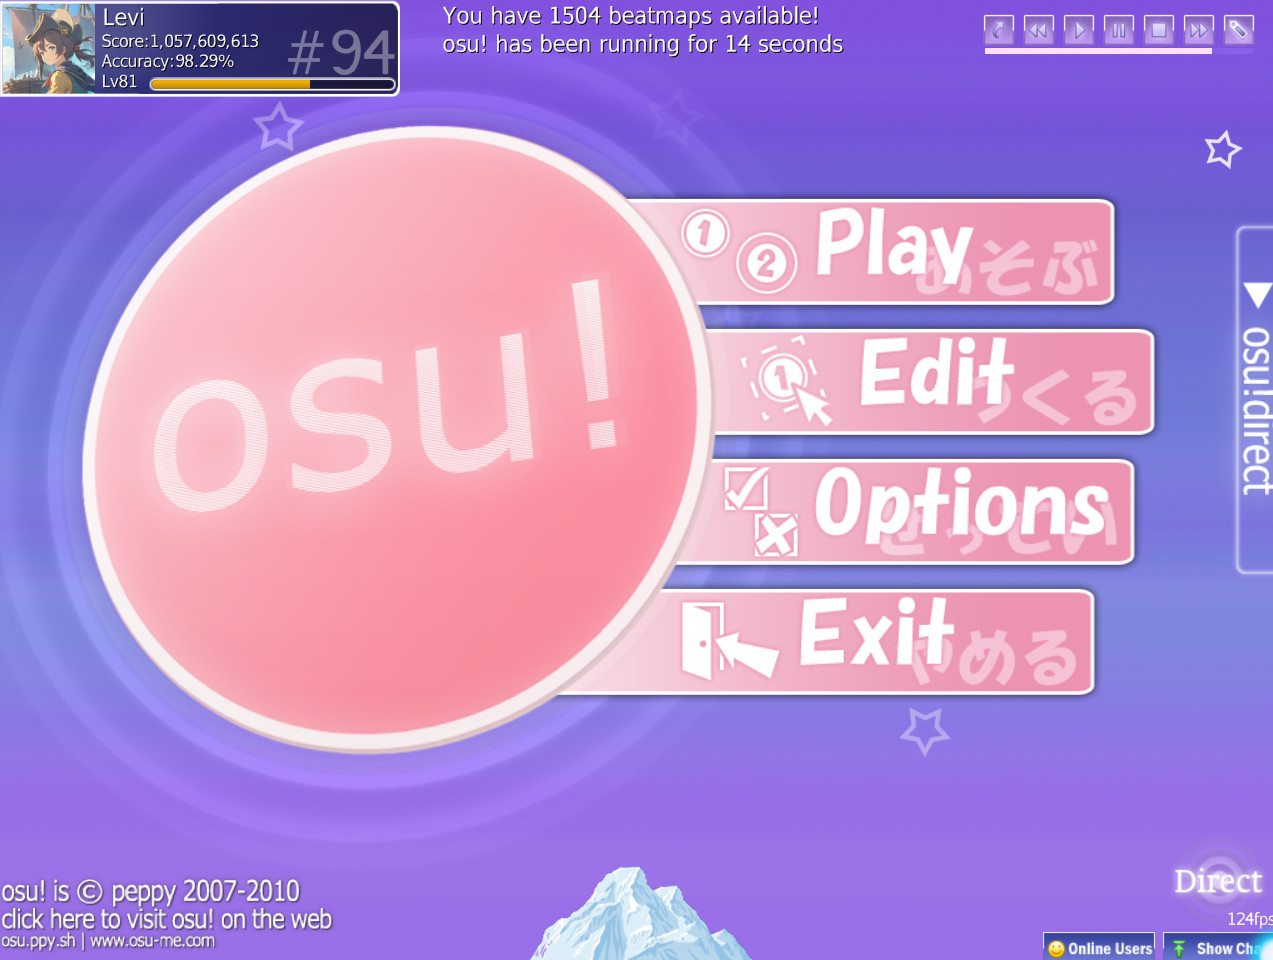 Levi
Score:1,057,609,613
Accuracy:98.29%
Lv81
#94
You have 1504 beatmaps available!
osu! has been running for 14 seconds
osu!
1
2
Play
あそぶ
1
Edit
つくる
Options
せってい
Exit
やめる
osu!direct
osu! is © peppy 2007-2010
click here to visit osu! on the web
osu.ppy.sh | www.osu-me.com
Direct
124fps
Online Users
Show Cha